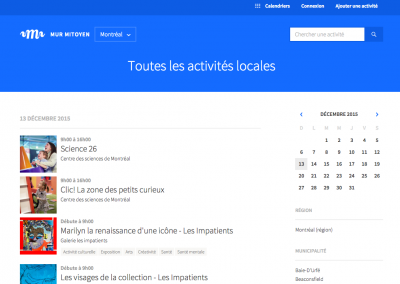 Calendriers Connexion Ajouter une activité
MUR MITOYEN Montréal Chercher une activité
Toutes les activités locales
13 DÉCEMBRE 2015
9h00 à 16h00
Science 26
Centre des sciences de Montréal
9h00 à 16h00
Clic! La zone des petits curieux
Centre des sciences de Montréal
Débute à 9h00
Marilyn la renaissance d'une icône - Les Impatients
Galerie les impatients
Activité culturelle Exposition Arts Créativité Santé Santé mentale
Débute à 9h00
Les visages de la collection - Les Impatients
DÉCEMBRE 2015
D L M M J V S
1 2 3 4 5
6 7 8 9 10 11 12
13 14 15 16 17 18 19
20 21 22 23 24 25 26
27 28 29 30 31
RÉGION
Montréal (région)
MUNICIPALITÉ
Baie-D'Urfé
Beaconsfield